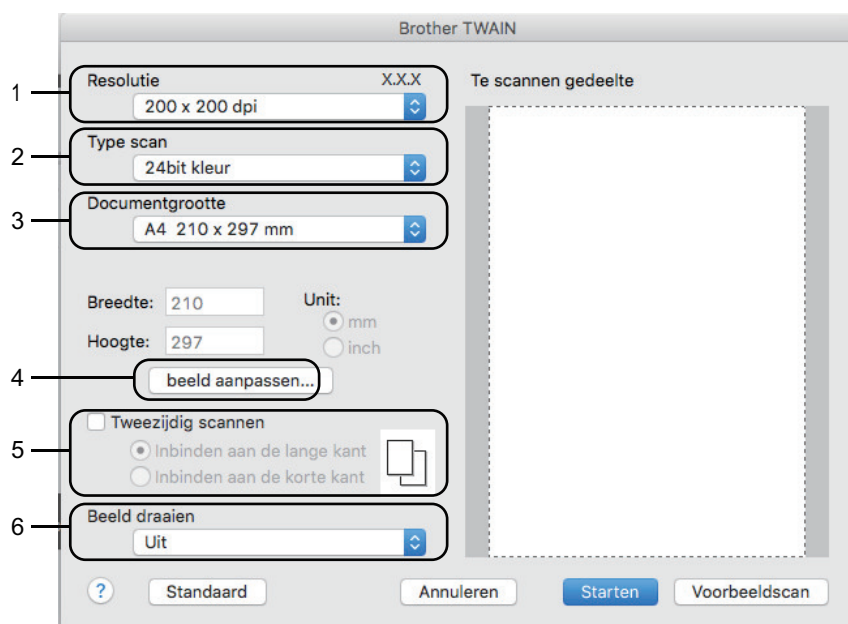 Brother TWAIN
1
Resolutie X.X.X
200 x 200 dpi
2
Type scan
24bit kleur
3
Documentgrootte
A4 210 x 297 mm
Breedte: 210
Hoogte: 297
Unit:
mm
inch
4
beeld aanpassen...
5
Tweezijdig scannen
Inbinden aan de lange kant
Inbinden aan de korte kant
6
Beeld draaien
Uit
Te scannen gedeelte
?
Standaard
Annuleren
Starten
Voorbeeldscan